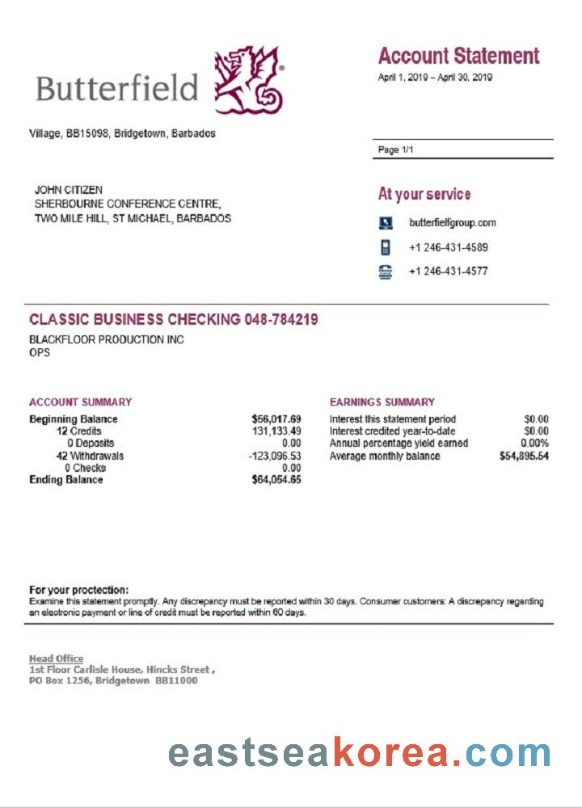 Butterfield
Account Statement
April 1, 2019 – April 30, 2019
Village, BB15098, Bridgetown, Barbados
Page 1/1
JOHN CITIZEN
SHERBOURNE CONFERENCE CENTRE,
TWO MILE HILL, ST MICHAEL, BARBADOS
At your service
butterfielfgroup.com
+1 246-431-4589
+1 246-431-4577
CLASSIC BUSINESS CHECKING 048-784219
BLACKFLOOR PRODUCTION INC
OPS
ACCOUNT SUMMARY
Beginning Balance $56,017.69
12 Credits 131,133.49
0 Deposits 0.00
42 Withdrawals -123,096.53
0 Checks 0.00
Ending Balance $64,054.65
EARNINGS SUMMARY
Interest this statement period $0.00
Interest credited year-to-date $0.00
Annual percentage yield earned 0.00%
Average monthly balance $54,895.54
For your proctection:
Examine this statement promptly. Any discrepancy must be reported within 30 days. Consumer customers: A discrepancy regarding
an electronic payment or line of credit must be reported within 60 days.
Head Office
1st Floor Carlisle House, Hincks Street ,
PO Box 1256, Bridgetown BB11000
eastseakorea.com